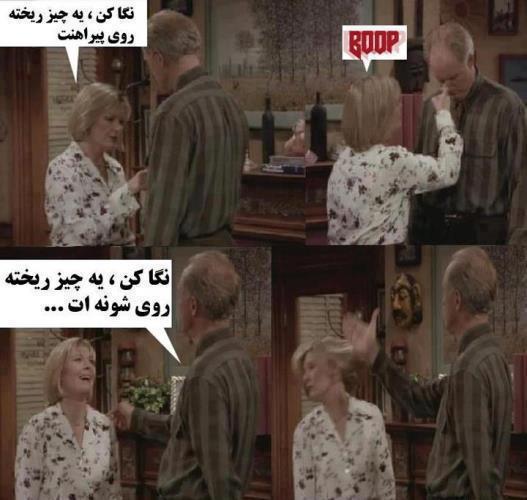 نگا کن ، یه چیز ریخته
روی پیراهنت
BOOP
نگا کن ، یه چیز ریخته
روی شونه ات ...